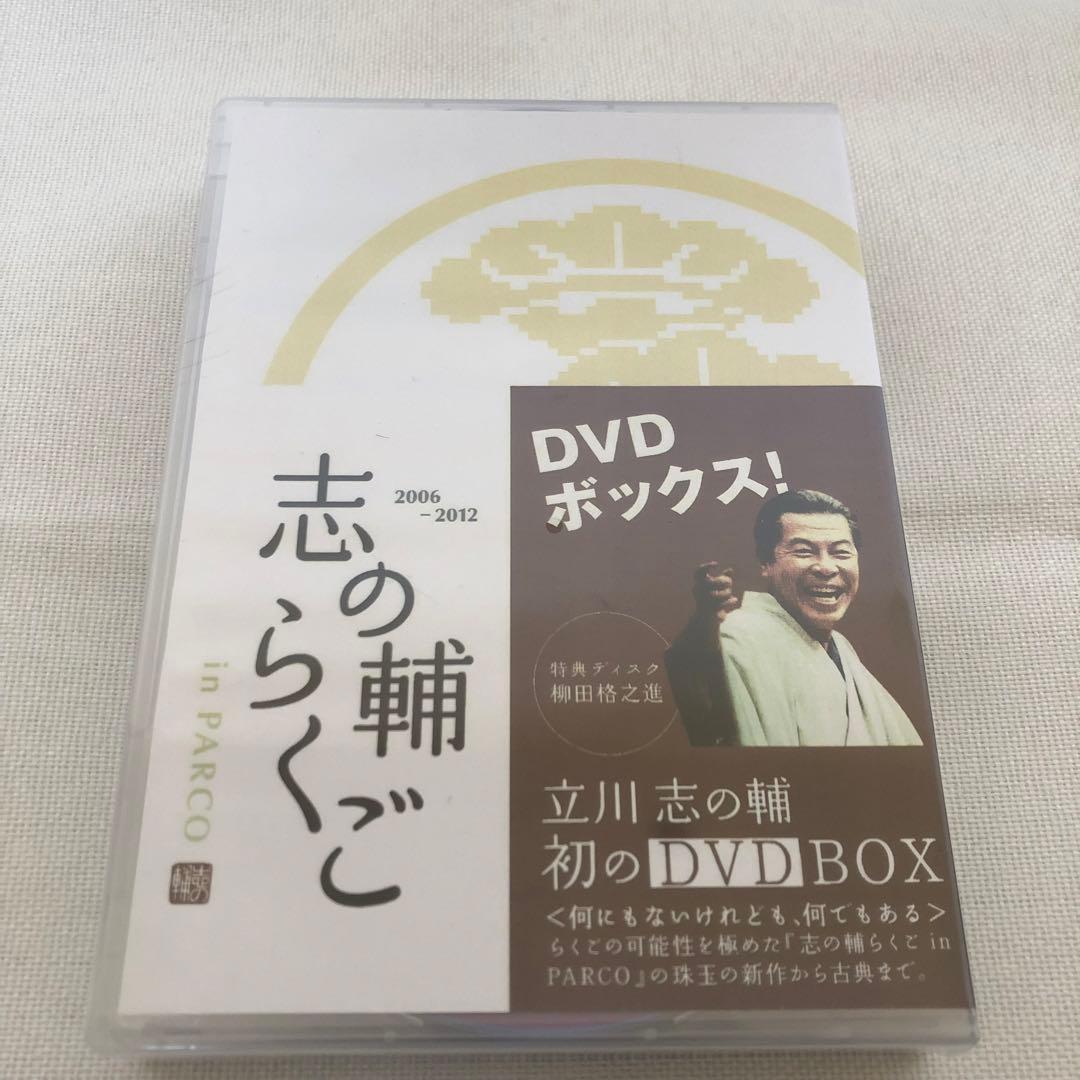 志の輔
らくご
2006
-2012
in PARCO
DVD
ボックス!
特典ディスク
柳田格之進
立川 志の輔
初のDVD BOX
<何にもないけれども、何でもある>
らくごの可能性を極めた『志の輔らくご in
PARCO』の珠玉の新作から古典まで。